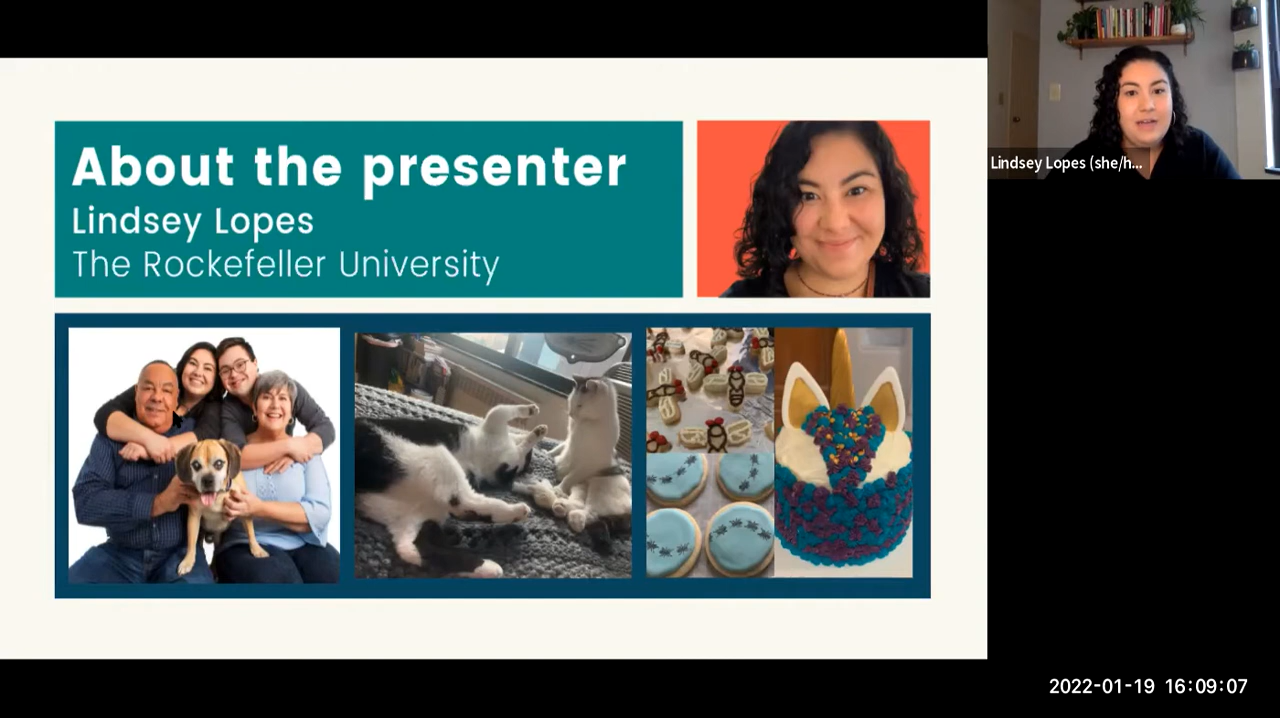 About the presenter
Lindsey Lopes
The Rockefeller University
Lindsey Lopes (she/h...
2022-01-19 16:09:07